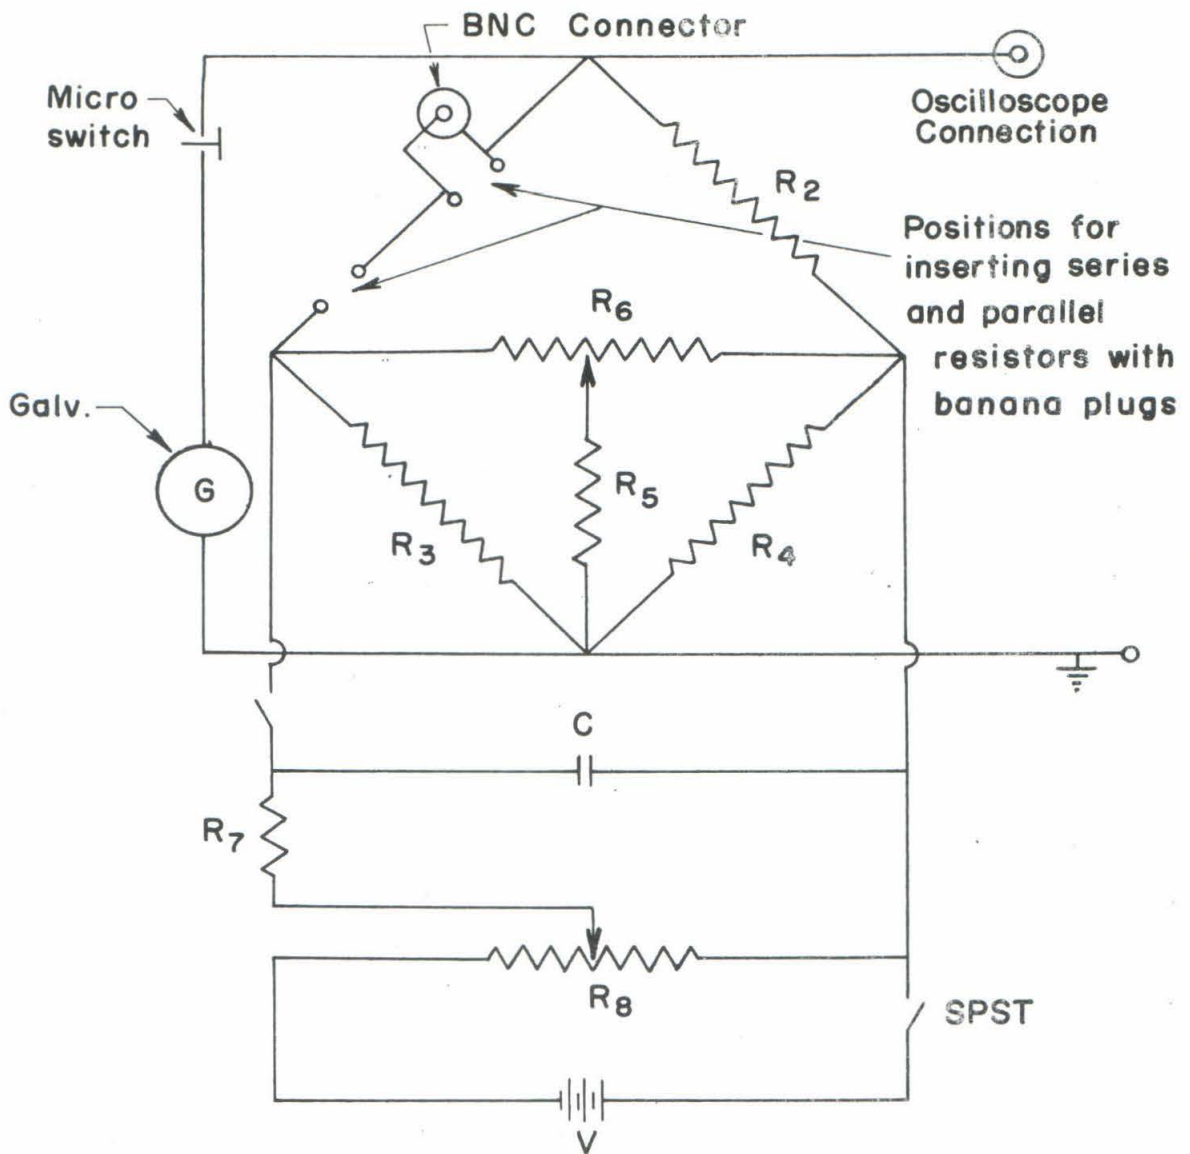 BNC Connector
Micro
switch
Oscilloscope
Connection
R2
Positions for
inserting series
and parallel
resistors with
banana plugs
R6
Galv.
G
R5
R3
R4
C
R7
R8
SPST
V